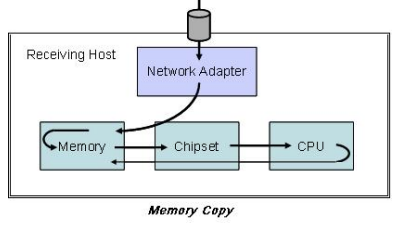 Receiving Host
Network Adapter
Memory
Chipset
CPU
Memory Copy